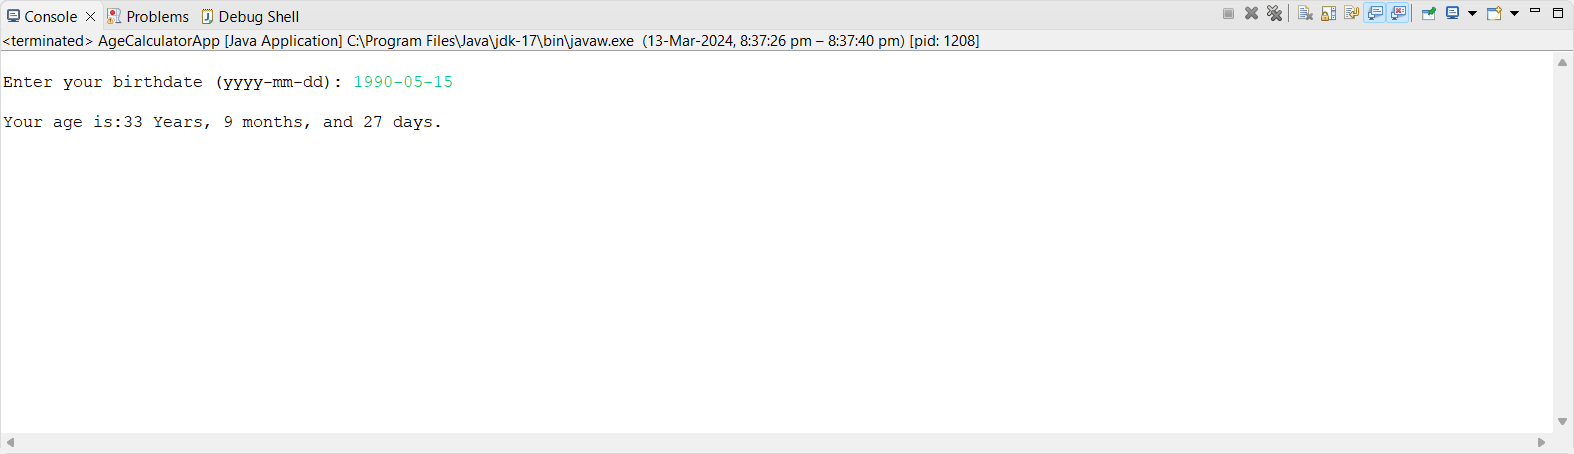 Console Problems Debug Shell
<terminated> AgeCalculatorApp [Java Application] C:\Program Files\Java\jdk-17\bin\javaw.exe (13-Mar-2024, 8:37:26 pm – 8:37:40 pm) [pid: 1208]
Enter your birthdate (yyyy-mm-dd): 1990-05-15
Your age is:33 Years, 9 months, and 27 days.